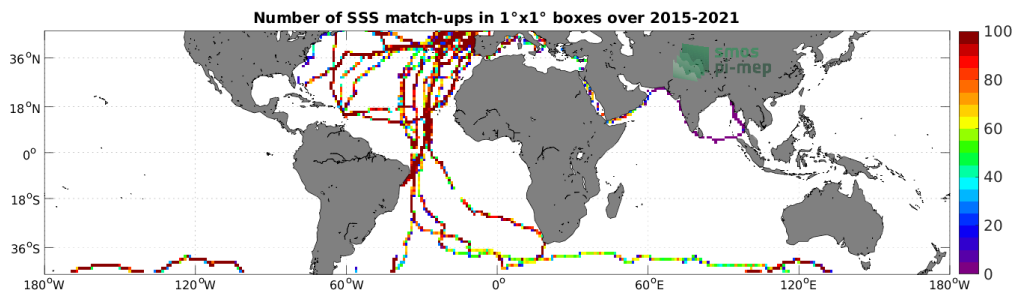 Number of SSS match-ups in 1°x1° boxes over 2015-2021
36°N
18°N
0°
18°S
36°S
180°W
120°W
60°W
0°
60°E
120°E
180°W
100
80
60
40
20
0
smos
pi-mep